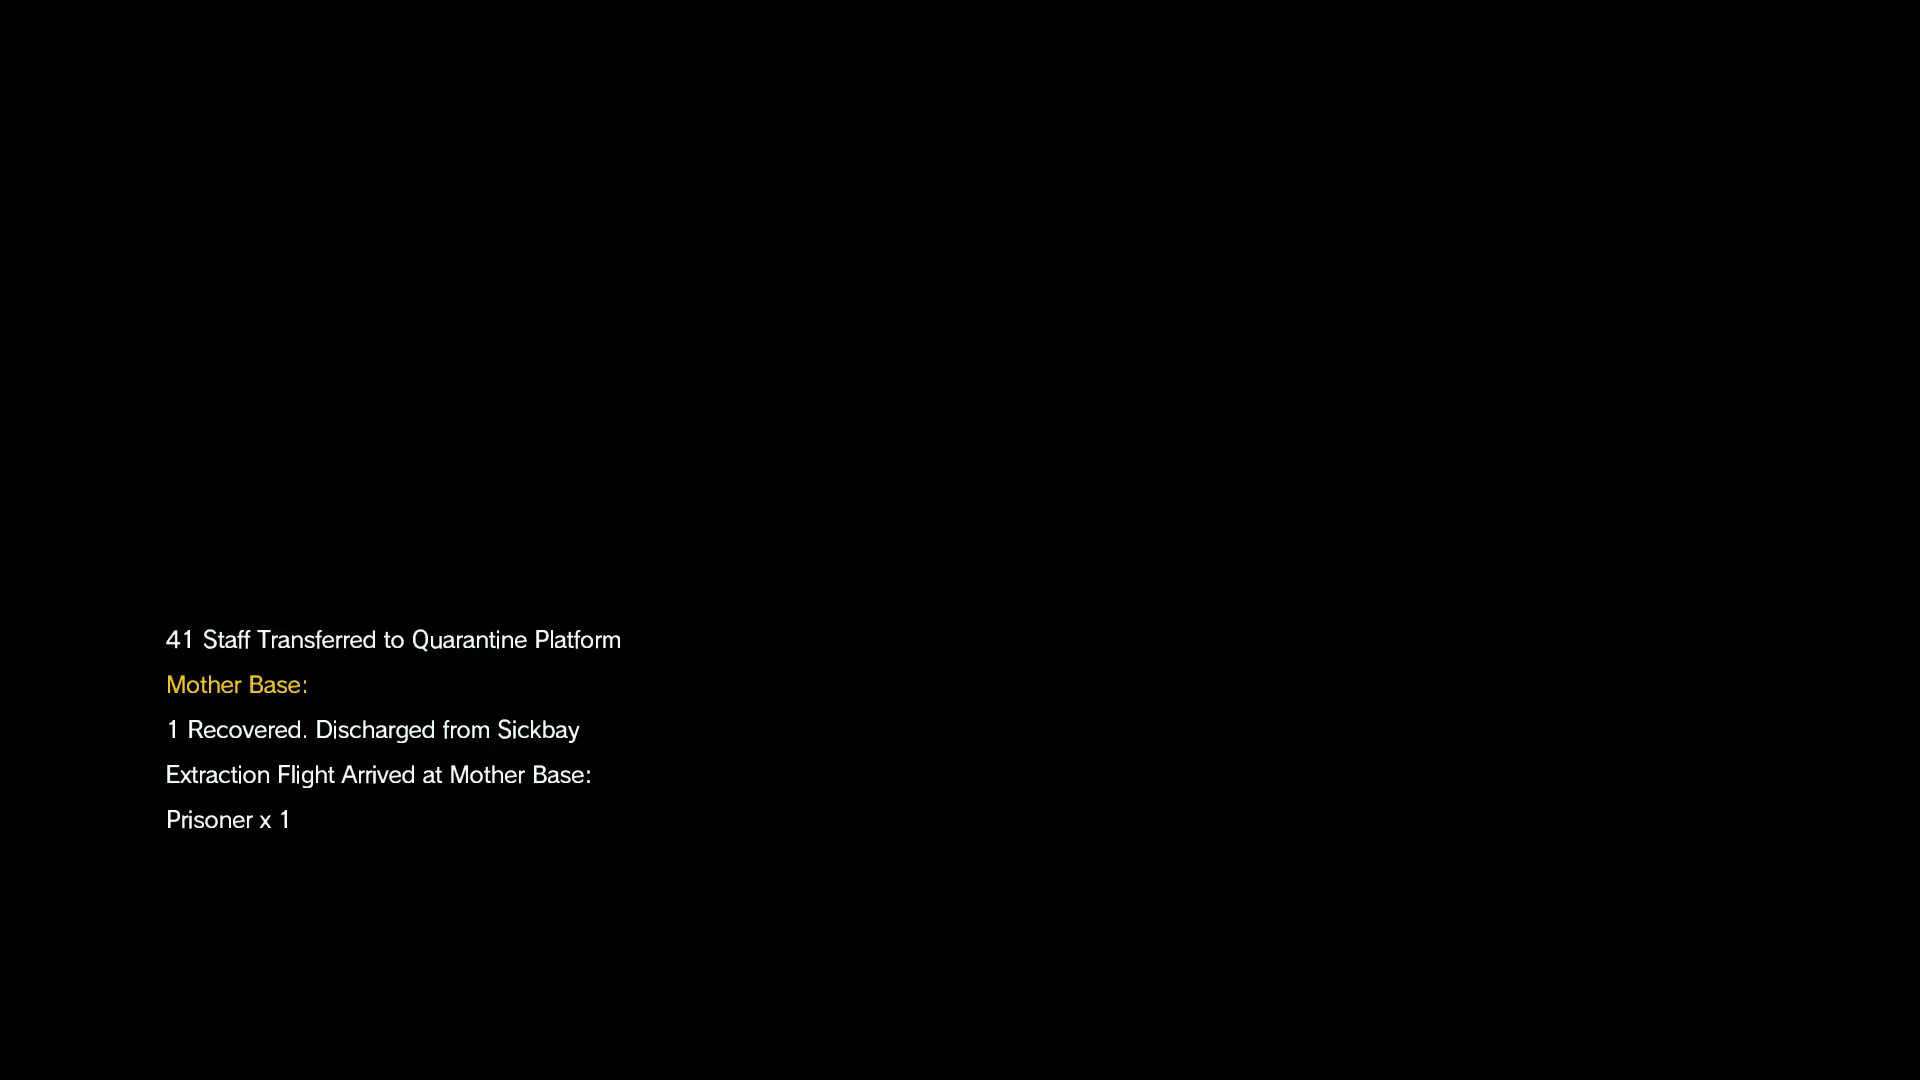 41 Staff Transferred to Quarantine Platform
Mother Base:
1 Recovered. Discharged from Sickbay
Extraction Flight Arrived at Mother Base:
Prisoner x 1